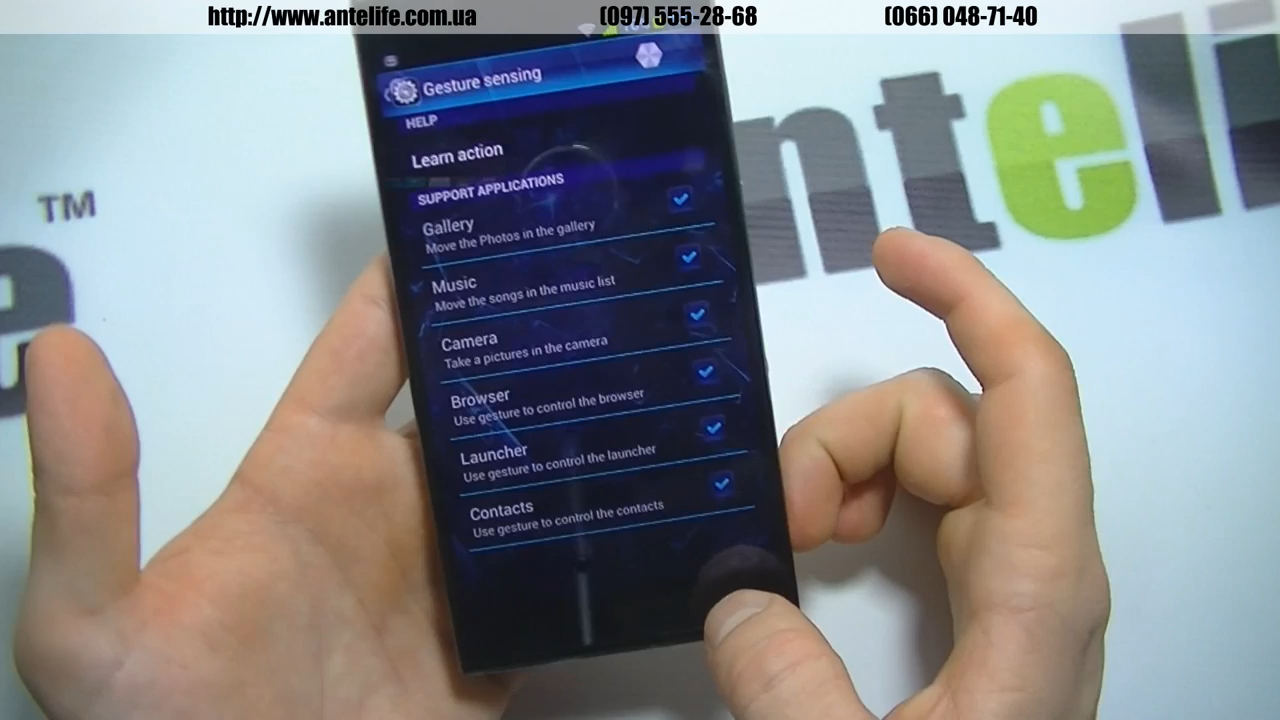 http://www.antelife.com.ua (097) 555-28-68 (066) 048-71-40
Gesture sensing
HELP
Learn action
SUPPORT APPLICATIONS
Gallery
Move the Photos in the gallery
Music
Move the songs in the music list
Camera
Take a pictures in the camera
Browser
Use gesture to control the browser
Launcher
Use gesture to control the launcher
Contacts
Use gesture to control the contacts
TM
e
nteli